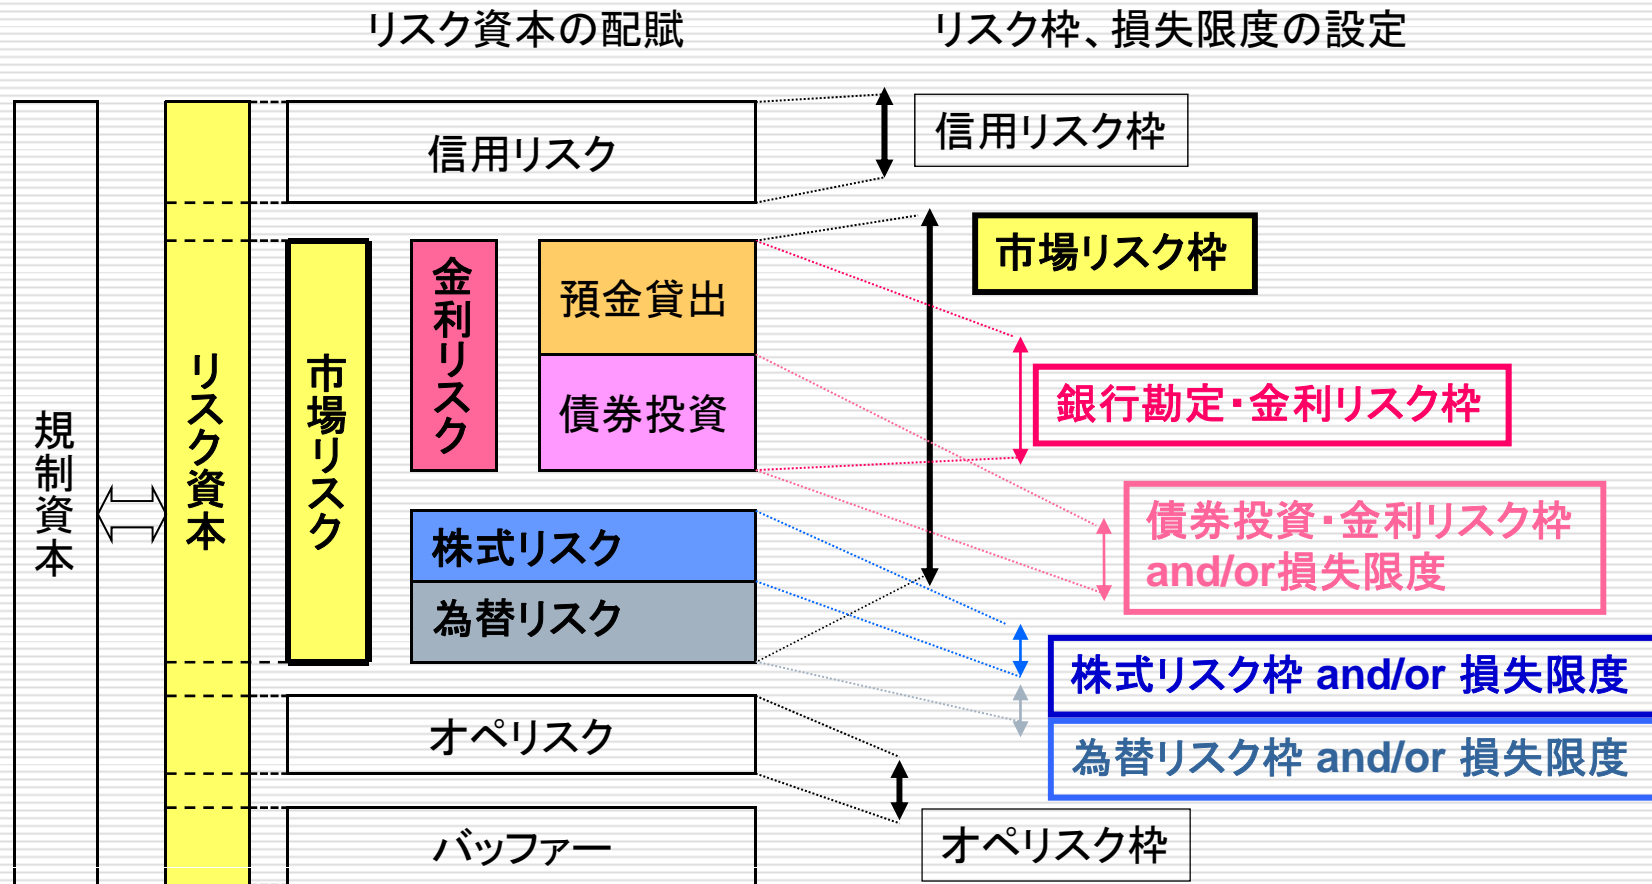 リスク資本の配賦
リスク枠、損失限度の設定
規制資本
リスク資本
信用リスク
信用リスク枠
市場リスク
金利リスク
預金貸出
債券投資
株式リスク
為替リスク
市場リスク枠
銀行勘定・金利リスク枠
債券投資・金利リスク枠
and/or損失限度
株式リスク枠 and/or 損失限度
為替リスク枠 and/or 損失限度
オペリスク
オペリスク枠
バッファー